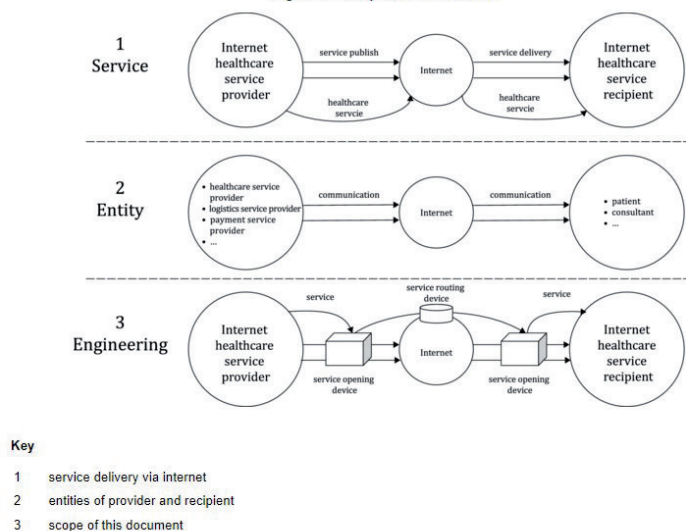 1
Service
Internet
healthcare
service
provider
service publish
healthcare
servcie
Internet
service delivery
healthcare
servcie
Internet
healthcare
service
recipient
2
Entity
• healthcare service
provider
• logistics service provider
• payment service
provider
• ...
communication
Internet
communication
• patient
• consultant
• ...
3
Engineering
Internet
healthcare
service
provider
service
service opening
device
service routing
device
Internet
service
service opening
device
Internet
healthcare
service
recipient
Key
1 service delivery via internet
2 entities of provider and recipient
3 scope of this document